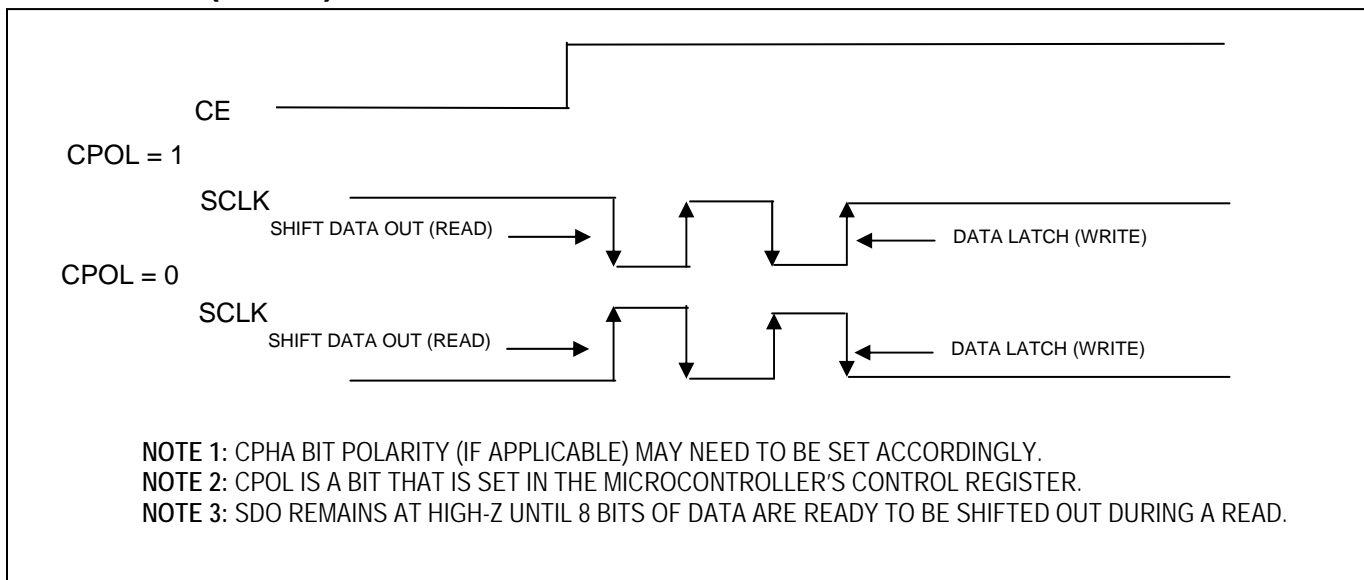 CE
CPOL = 1
SCLK
SHIFT DATA OUT (READ)
DATA LATCH (WRITE)
CPOL = 0
SCLK
SHIFT DATA OUT (READ)
DATA LATCH (WRITE)
NOTE 1: CPHA BIT POLARITY (IF APPLICABLE) MAY NEED TO BE SET ACCORDINGLY.
NOTE 2: CPOL IS A BIT THAT IS SET IN THE MICROCONTROLLER'S CONTROL REGISTER.
NOTE 3: SDO REMAINS AT HIGH-Z UNTIL 8 BITS OF DATA ARE READY TO BE SHIFTED OUT DURING A READ.